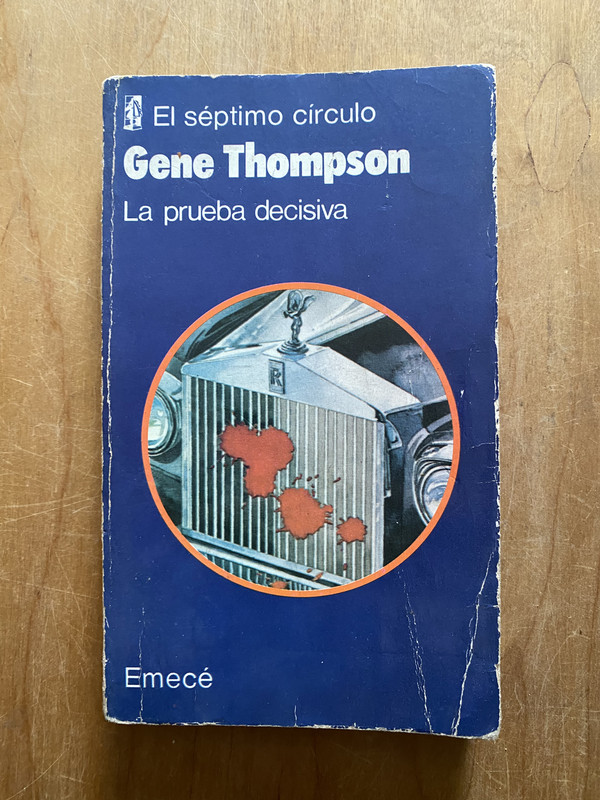 El séptimo círculo
Gene Thompson
La prueba decisiva
R
Emecé